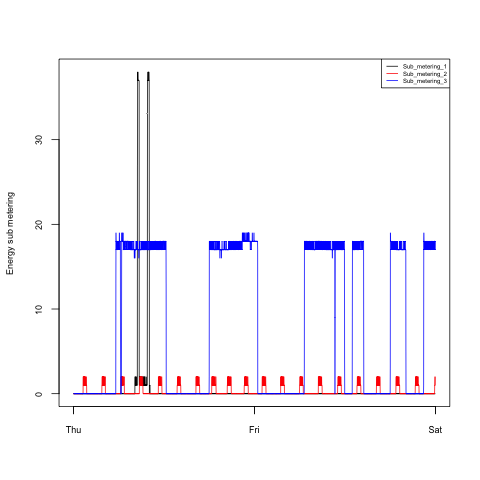 Sub_metering_1
Sub_metering_2
Sub_metering_3
Energy sub metering
30
20
10
0
Thu
Fri
Sat